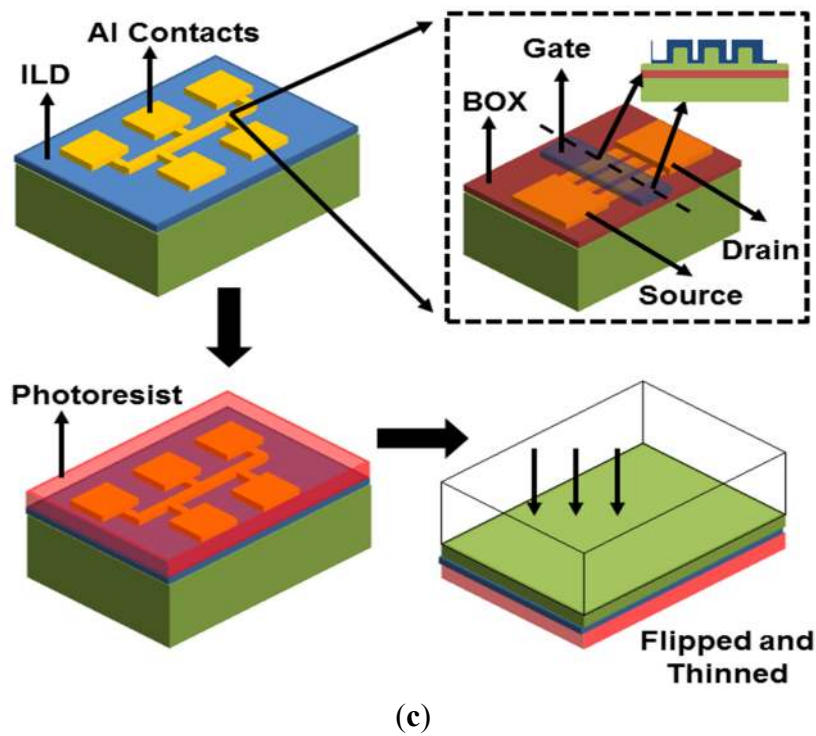 Al Contacts
ILD
Gate
BOX
Drain
Source
Photoresist
Flipped and
Thinned
(c)